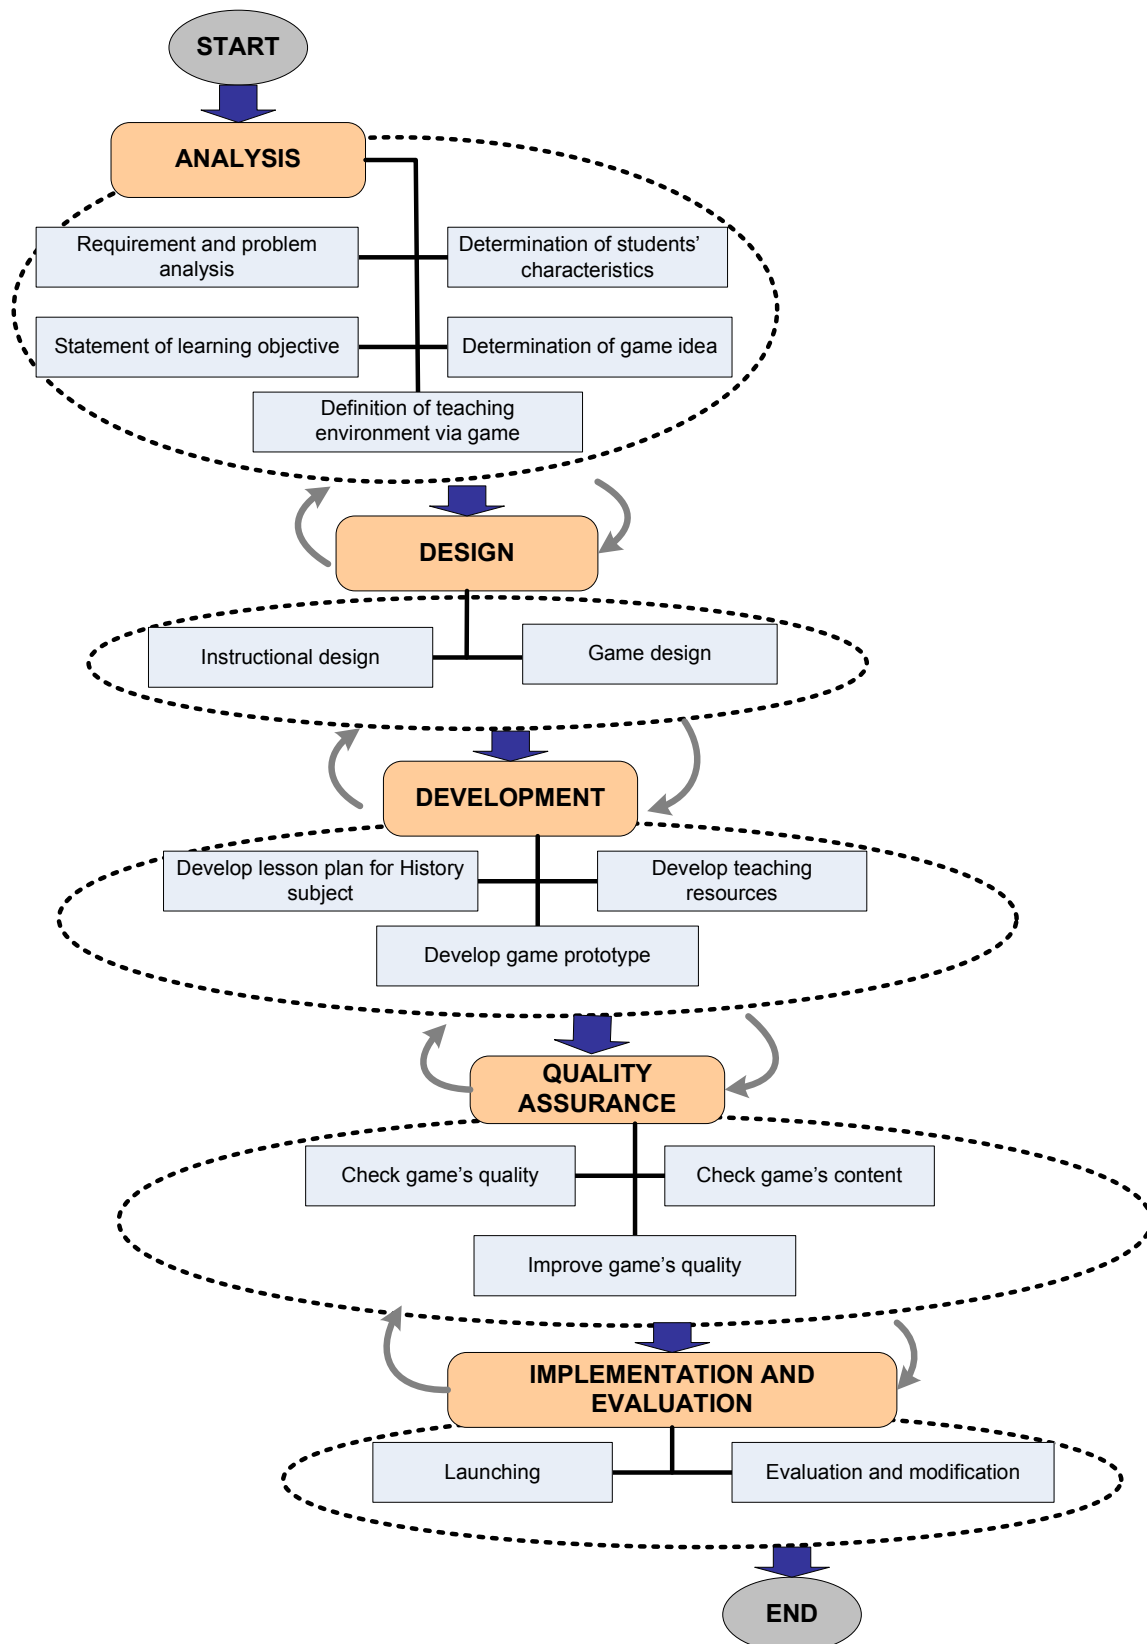 START
ANALYSIS
Requirement and problem
analysis
Determination of students’
characteristics
Statement of learning objective
Determination of game idea
Definition of teaching
environment via game
DESIGN
Instructional design
Game design
DEVELOPMENT
Develop lesson plan for History
subject
Develop teaching
resources
Develop game prototype
QUALITY
ASSURANCE
Check game’s quality
Check game’s content
Improve game’s quality
IMPLEMENTATION AND
EVALUATION
Launching
Evaluation and modification
END